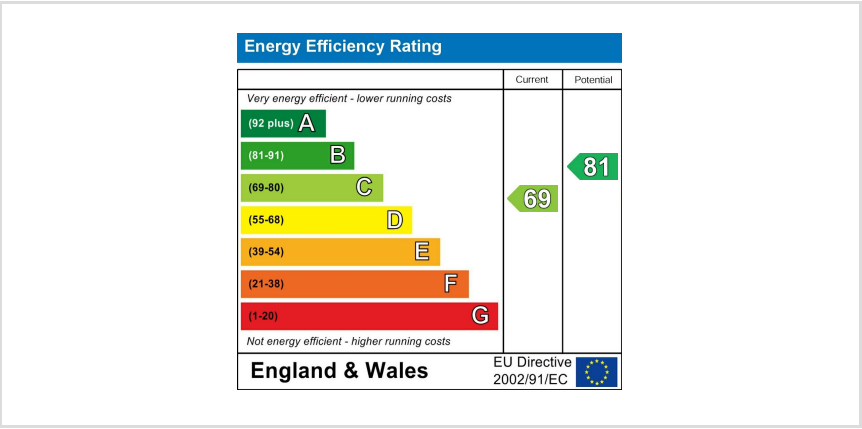 Energy Efficiency Rating
Current Potential
Very energy efficient - lower running costs
(92 plus) A
(81-91) B
81
(69-80) C
69
(55-68) D
(39-54) E
(21-38) F
(1-20) G
Not energy efficient - higher running costs
England & Wales
EU Directive
2002/91/EC